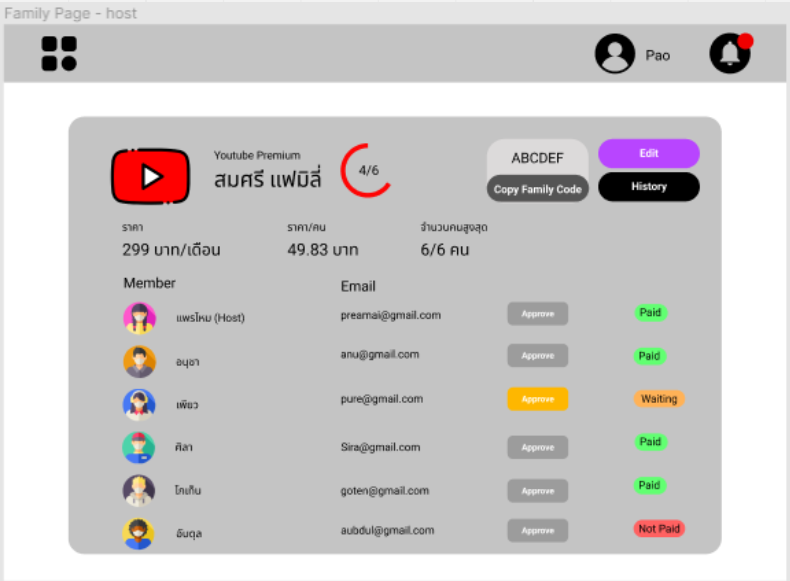 Family Page - host
Pao
Youtube Premium
สมศรี แฟมิลี่
4/6
ABCDEF
Copy Family Code
Edit
History
ราคา
ราคา/คน
จำนวนคนสูงสุด
299 บาท/เดือน
49.83 บาท
6/6 คน
Member
Email
แพรไหม (Host)
preamai@gmail.com
Approve
Paid
อนุชา
anu@gmail.com
Approve
Paid
เพียว
pure@gmail.com
Approve
Waiting
ศิลา
Sira@gmail.com
Approve
Paid
โกเท็น
goten@gmail.com
Approve
Paid
อับดุล
aubdul@gmail.com
Approve
Not Paid